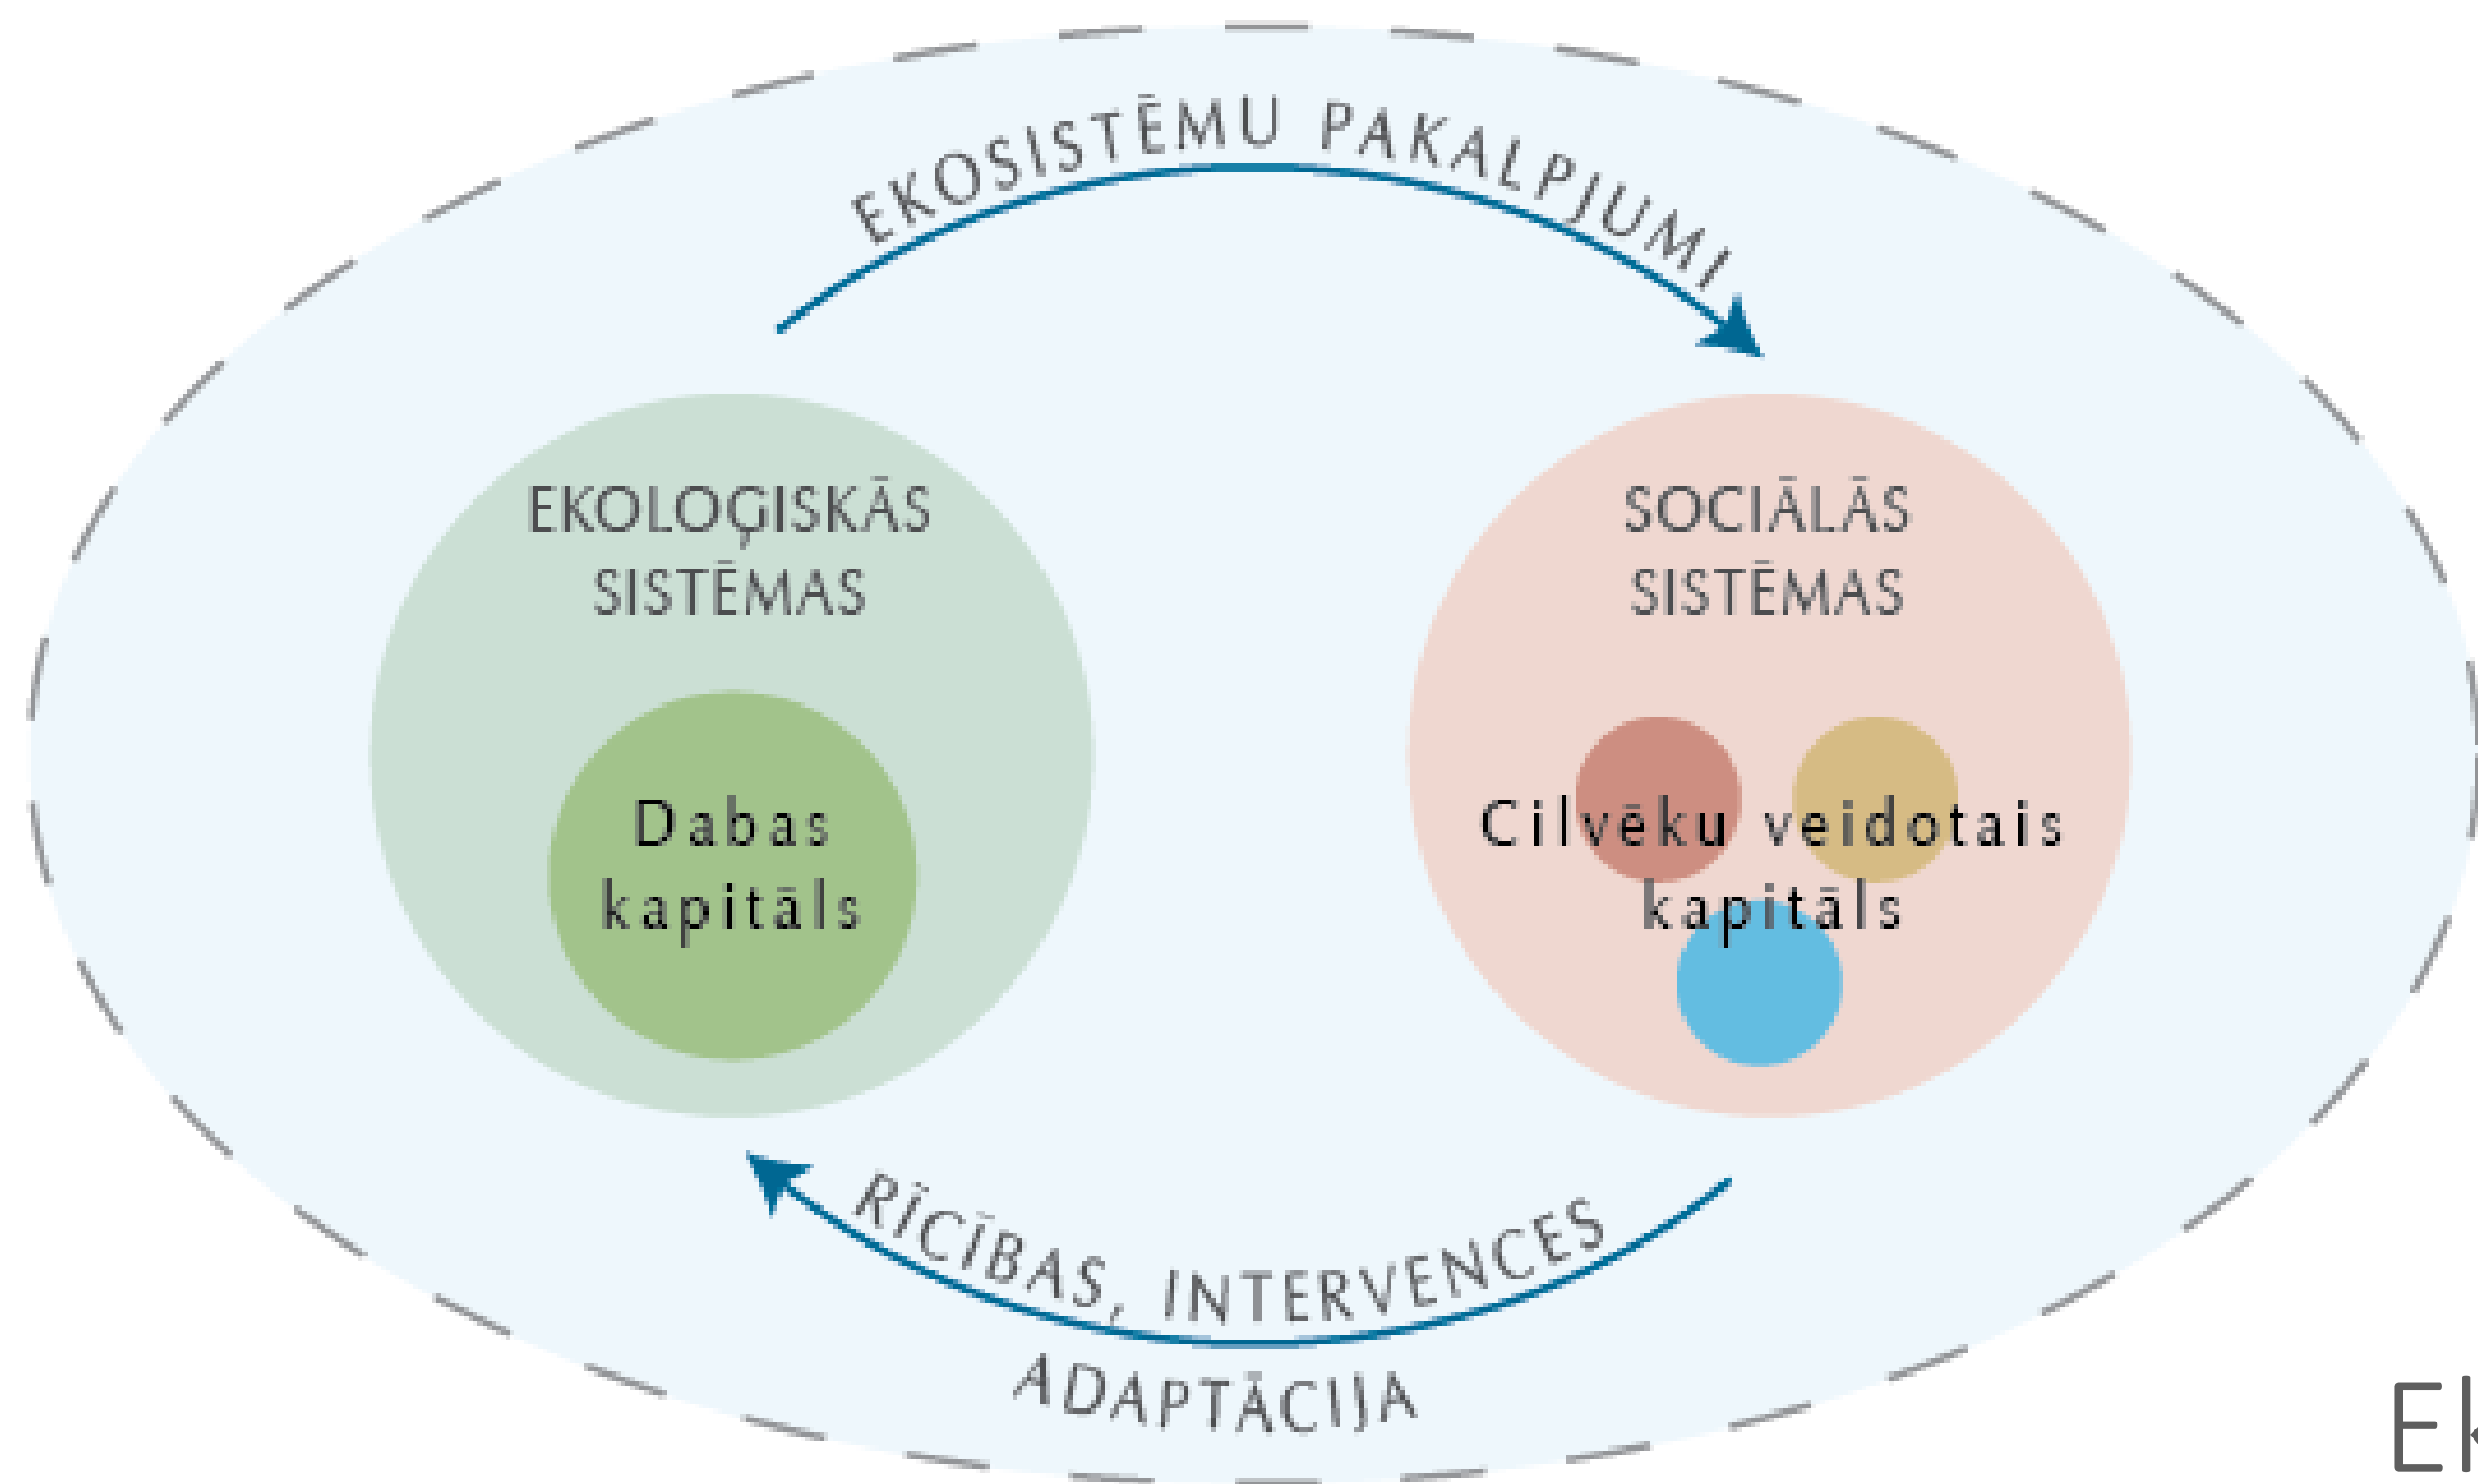 EKOSISTĒMU PAKALPJUMI
EKOLOĢISKĀS
SISTĒMAS
Dabas
kapitāls
SOCIĀLĀS
SISTĒMAS
Cilvēku veidotais
kapitāls
RĪCĪBAS, INTERVENCES
ADAPTĀCIJA